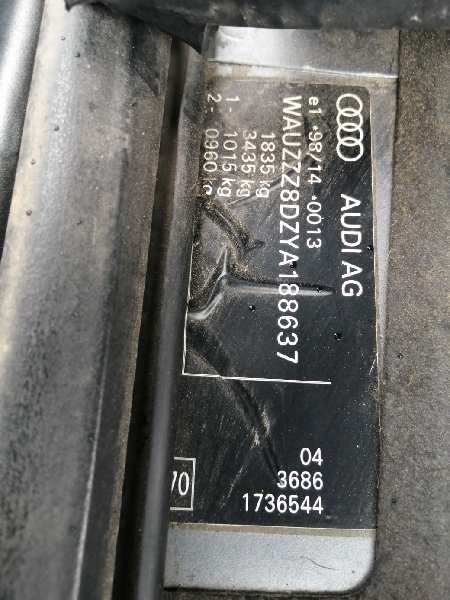 AUDI AG
e1 *98/14 *0013
WAUZZZ8DZYA188637
1835 kg
3435 kg
1- 1015 kg
2- 0960 kg
04
3686
1736544
70